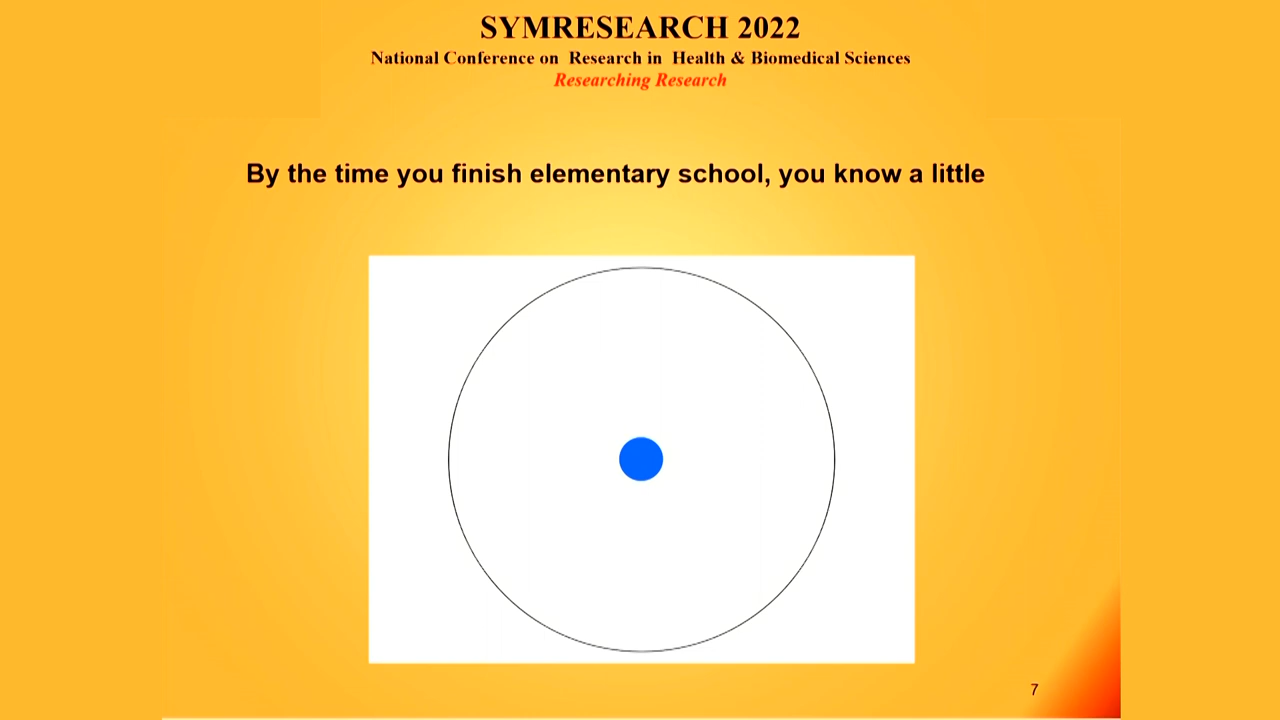 SYMRESEARCH 2022
National Conference on Research in Health & Biomedical Sciences
Researching Research
By the time you finish elementary school, you know a little
7